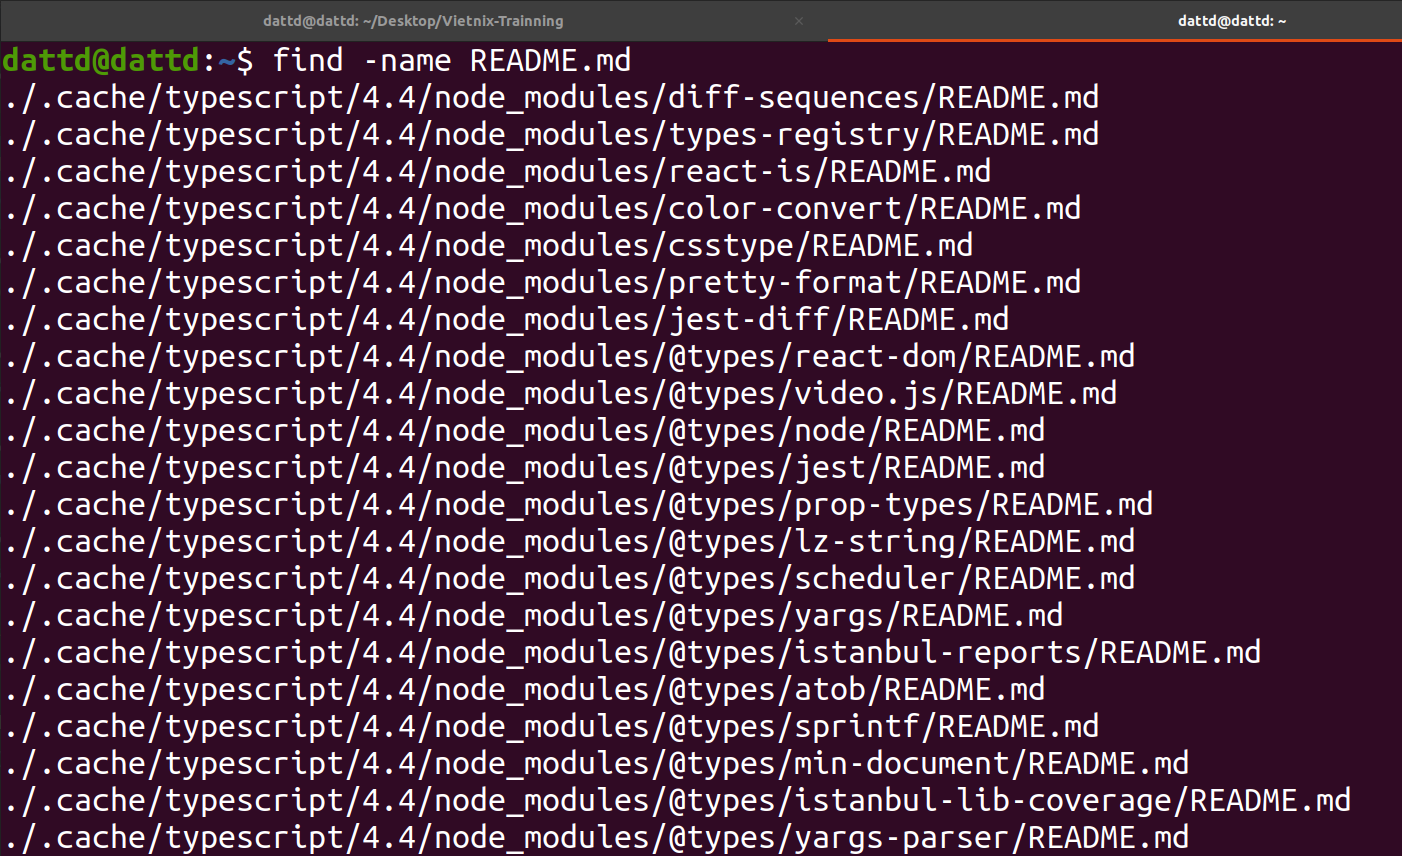 dattd@dattd: ~/Desktop/Vietnix-Trainning × dattd@dattd: ~
dattd@dattd:~$ find -name README.md
./.cache/typescript/4.4/node_modules/diff-sequences/README.md
./.cache/typescript/4.4/node_modules/types-registry/README.md
./.cache/typescript/4.4/node_modules/react-is/README.md
./.cache/typescript/4.4/node_modules/color-convert/README.md
./.cache/typescript/4.4/node_modules/csstype/README.md
./.cache/typescript/4.4/node_modules/pretty-format/README.md
./.cache/typescript/4.4/node_modules/jest-diff/README.md
./.cache/typescript/4.4/node_modules/@types/react-dom/README.md
./.cache/typescript/4.4/node_modules/@types/video.js/README.md
./.cache/typescript/4.4/node_modules/@types/node/README.md
./.cache/typescript/4.4/node_modules/@types/jest/README.md
./.cache/typescript/4.4/node_modules/@types/prop-types/README.md
./.cache/typescript/4.4/node_modules/@types/lz-string/README.md
./.cache/typescript/4.4/node_modules/@types/scheduler/README.md
./.cache/typescript/4.4/node_modules/@types/yargs/README.md
./.cache/typescript/4.4/node_modules/@types/istanbul-reports/README.md
./.cache/typescript/4.4/node_modules/@types/atob/README.md
./.cache/typescript/4.4/node_modules/@types/sprintf/README.md
./.cache/typescript/4.4/node_modules/@types/min-document/README.md
./.cache/typescript/4.4/node_modules/@types/istanbul-lib-coverage/README.md
./.cache/typescript/4.4/node_modules/@types/yargs-parser/README.md